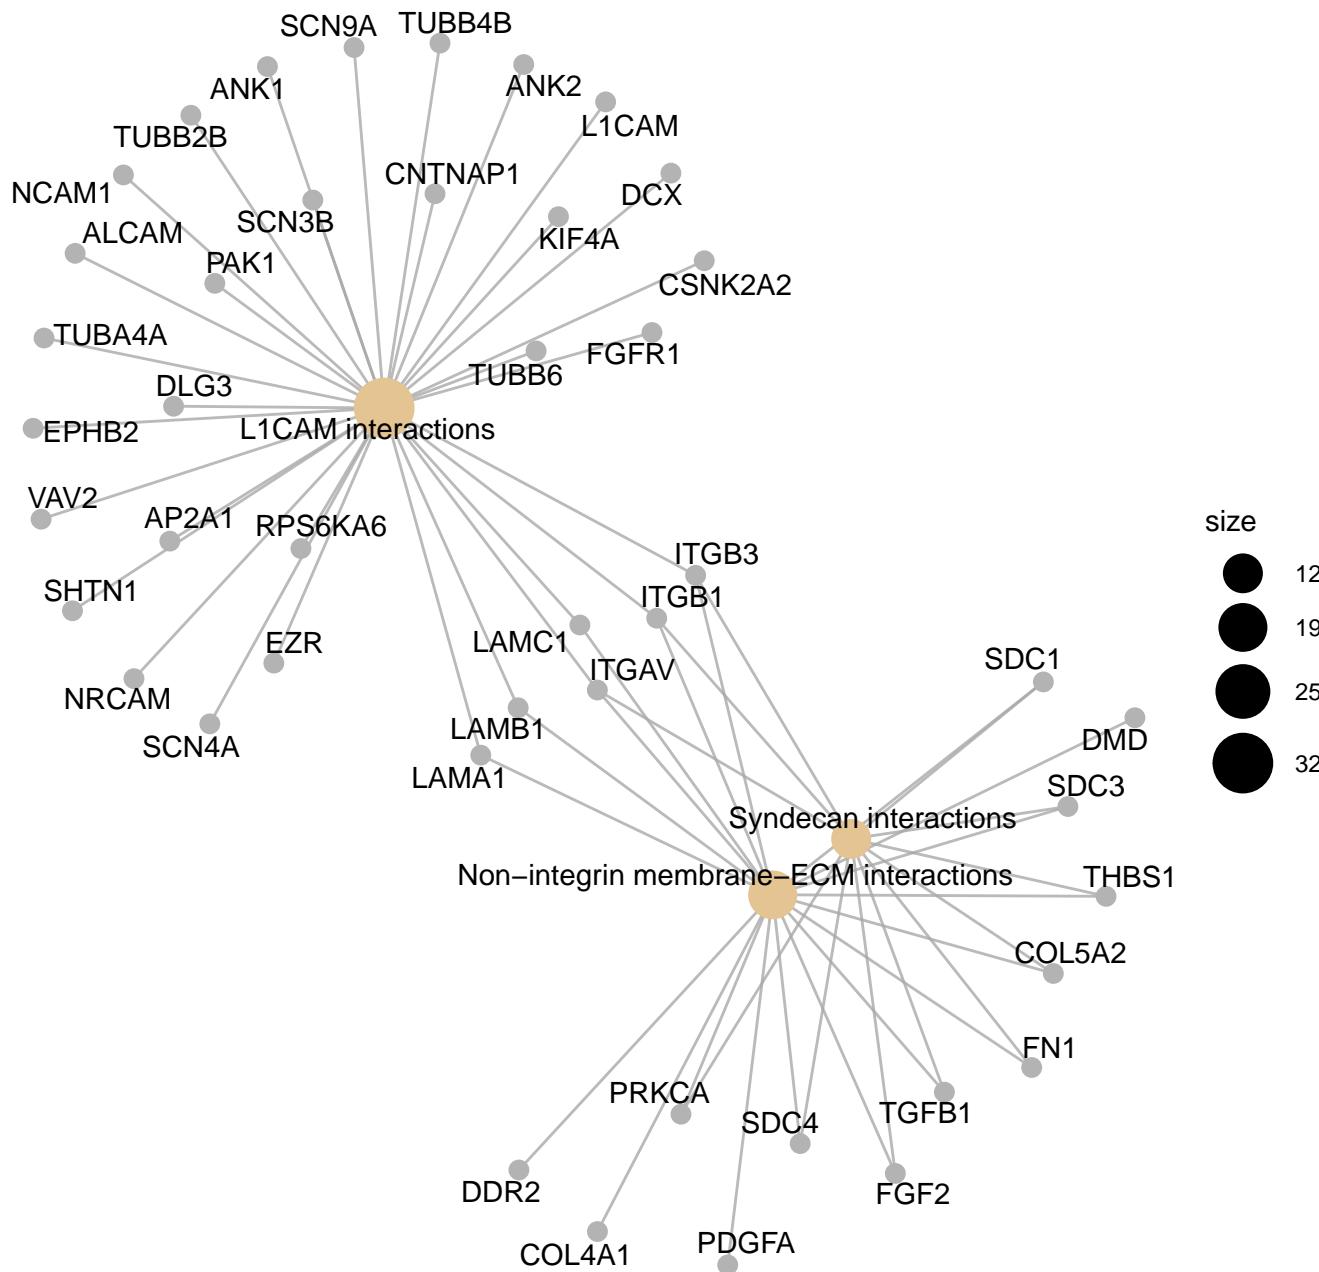 SCN9A
TUBB4B
ANK1
ANK2
L1CAM
TUBB2B
CNTNAP1
DCX
NCAM1
SCN3B
KIF4A
ALCAM
PAK1
CSNK2A2
TUBA4A
FGFR1
TUBB6
DLG3
L1CAM interactions
EPHB2
VAV2
AP2A1
RPS6KA6
size
ITGB3
12
SHTN1
ITGB1
19
EZR
LAMC1
SDC1
ITGAV
25
NRCAM
LAMB1
DMD
SCN4A
32
LAMA1
SDC3
Syndecan interactions
Non−integrin membrane−ECM interactions
THBS1
COL5A2
FN1
PRKCA
TGFB1
SDC4
DDR2
FGF2
PDGFA
COL4A1